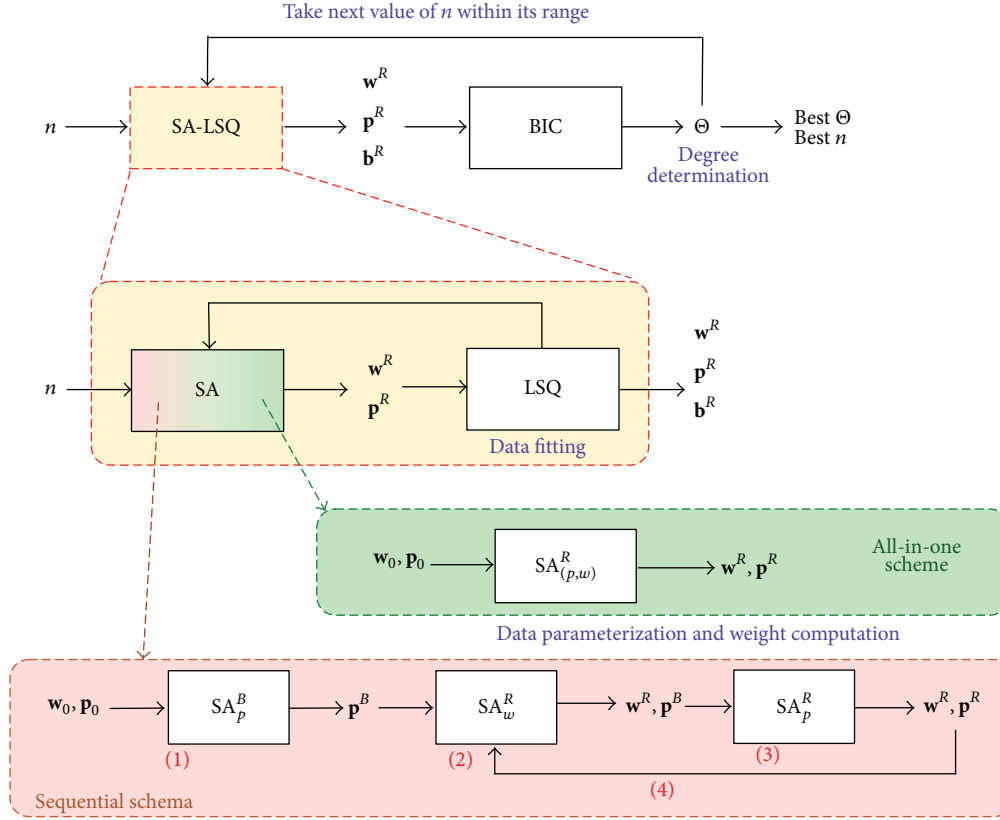 Take next value of n within its range
n
SA-LSQ
w^R
p^R
b^R
BIC
Θ
Best Θ
Best n
Degree
determination
n
SA
w^R
p^R
LSQ
w^R
p^R
b^R
Data fitting
w_0, p_0
SA^R_(p,w)
w^R, p^R
All-in-one
scheme
Data parameterization and weight computation
w_0, p_0
SA^B_p
p^B
SA^R_w
w^R, p^B
SA^R_p
w^R, p^R
(1)
(2)
(3)
(4)
Sequential schema